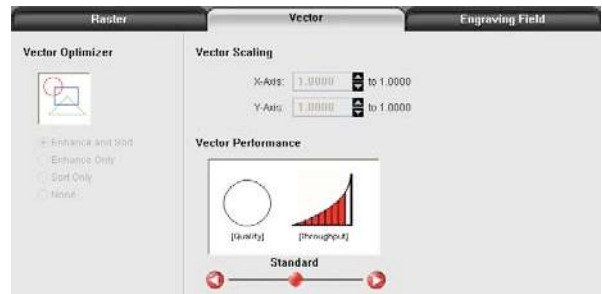 Raster Vector Engraving Field
Vector Optimizer
Enhance and Sort
Enhance Only
Sort Only
None
Vector Scaling
X-Axis: 1.0000 to 1.0000
Y-Axis: 1.0000 to 1.0000
Vector Performance
[Quality] [Throughput]
Standard